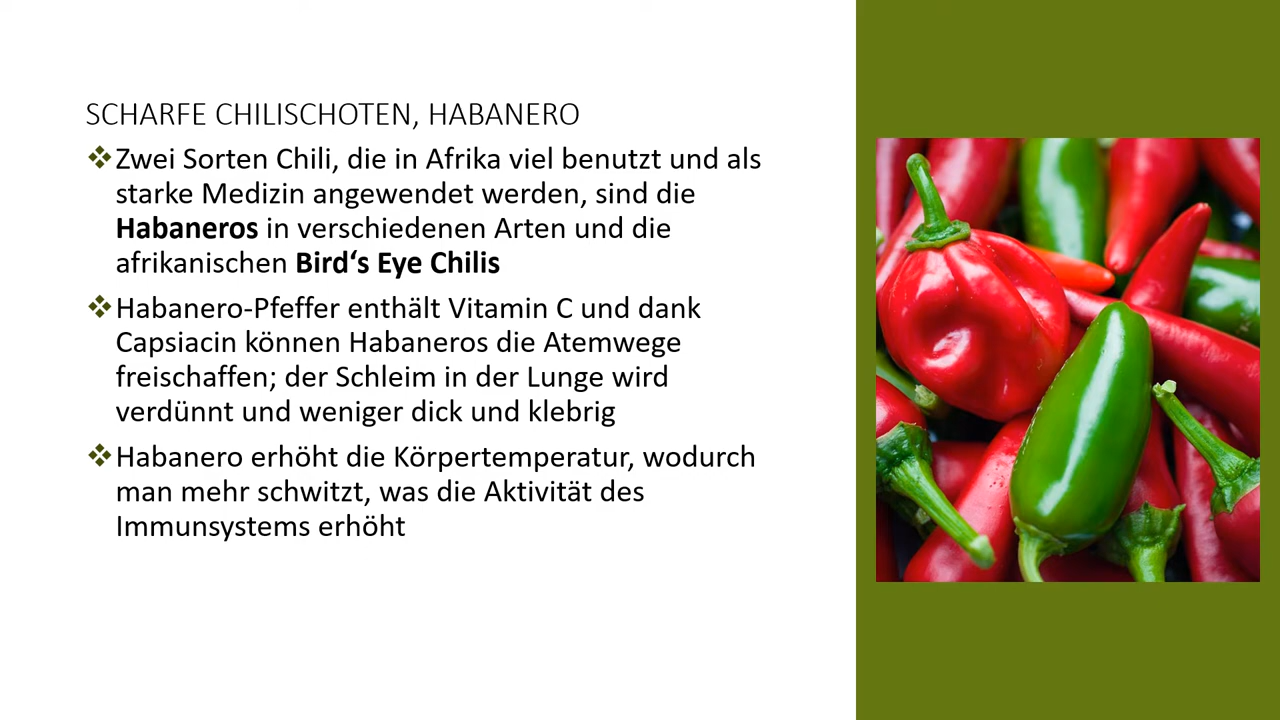 SCHARFE CHILISCHOTEN, HABANERO
❖Zwei Sorten Chili, die in Afrika viel benutzt und als
starke Medizin angewendet werden, sind die
Habaneros in verschiedenen Arten und die
afrikanischen Bird‘s Eye Chilis
❖Habanero-Pfeffer enthält Vitamin C und dank
Capsiacin können Habaneros die Atemwege
freischaffen; der Schleim in der Lunge wird
verdünnt und weniger dick und klebrig
❖Habanero erhöht die Körpertemperatur, wodurch
man mehr schwitzt, was die Aktivität des
Immunsystems erhöht